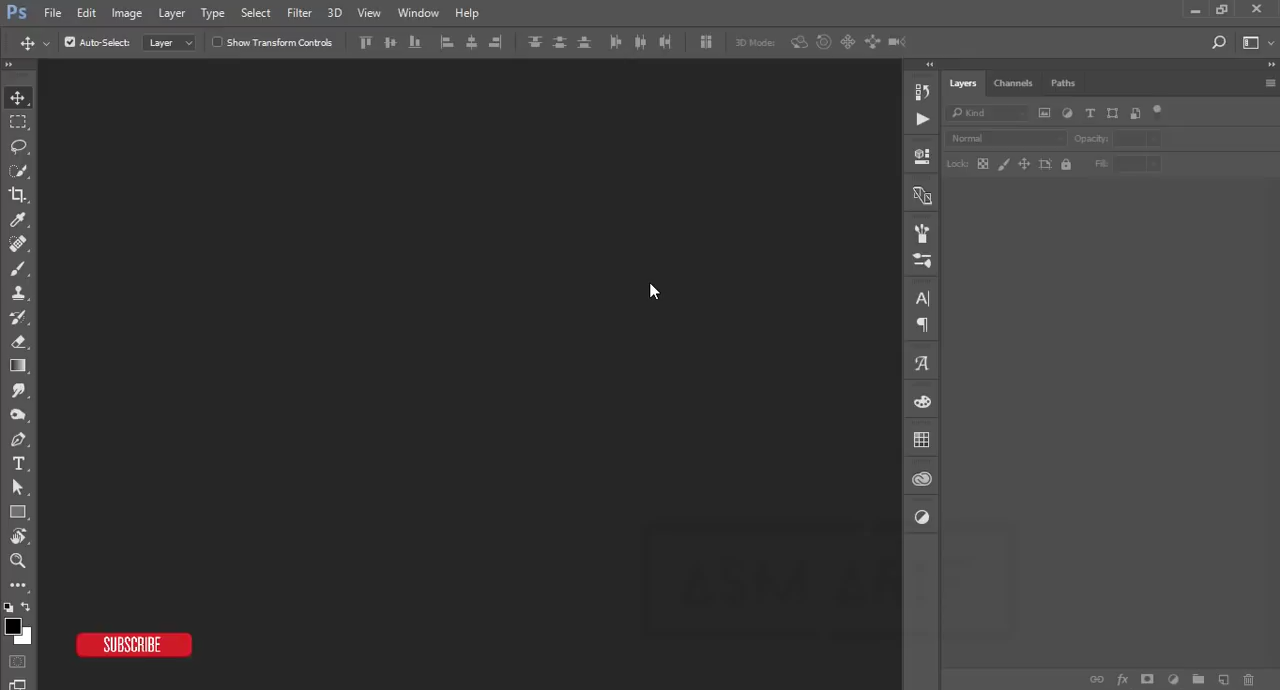 Ps File Edit Image Layer Type Select Filter 3D View Window Help
Auto-Select: Layer Show Transform Controls 3D Mode:
Layers Channels Paths
Kind
Normal Opacity:
Lock: Fill:
SUBSCRIBE